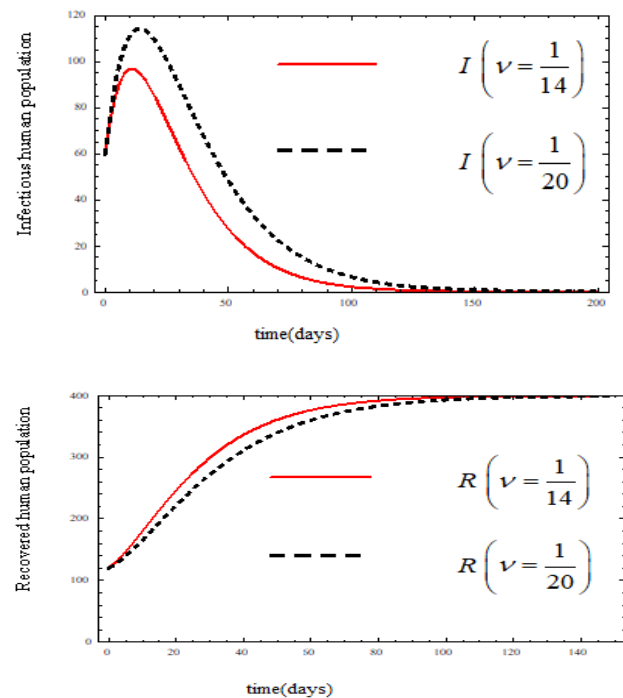 Infectious human population
120
100
80
60
40
20
0
I ( ν = 1/14 )
I ( ν = 1/20 )
0 50 100 150 200
time(days)
Recovered human population
400
300
200
100
0
R ( ν = 1/14 )
R ( ν = 1/20 )
0 20 40 60 80 100 120 140
time(days)